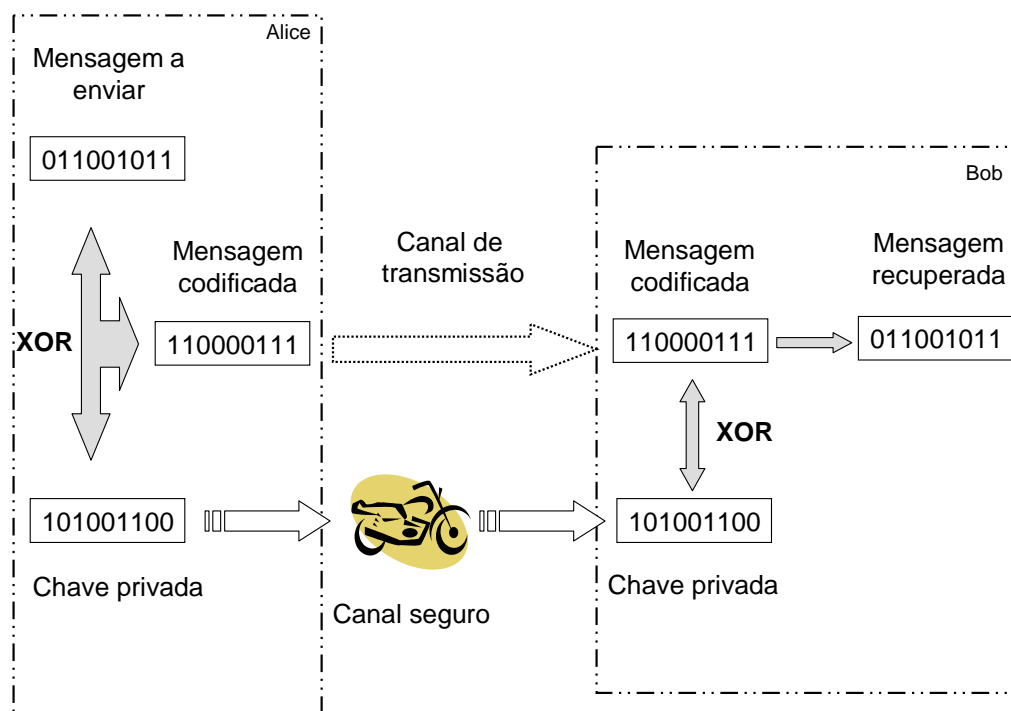 Alice
Mensagem a
enviar
011001011
Mensagem
codificada
XOR
110000111
101001100
Chave privada
Canal de
transmissão
Canal seguro
Bob
Mensagem
codificada
Mensagem
recuperada
110000111
011001011
XOR
101001100
Chave privada